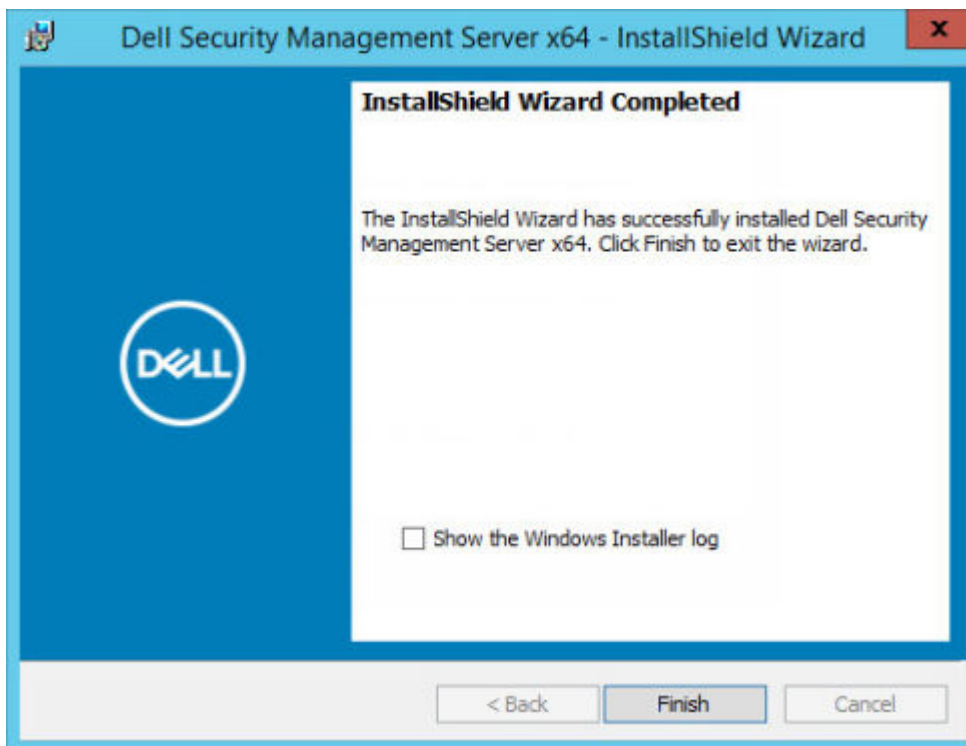 Dell Security Management Server x64 - InstallShield Wizard
x
InstallShield Wizard Completed
The InstallShield Wizard has successfully installed Dell Security
Management Server x64. Click Finish to exit the wizard.
DELL
Show the Windows Installer log
< Back
Finish
Cancel